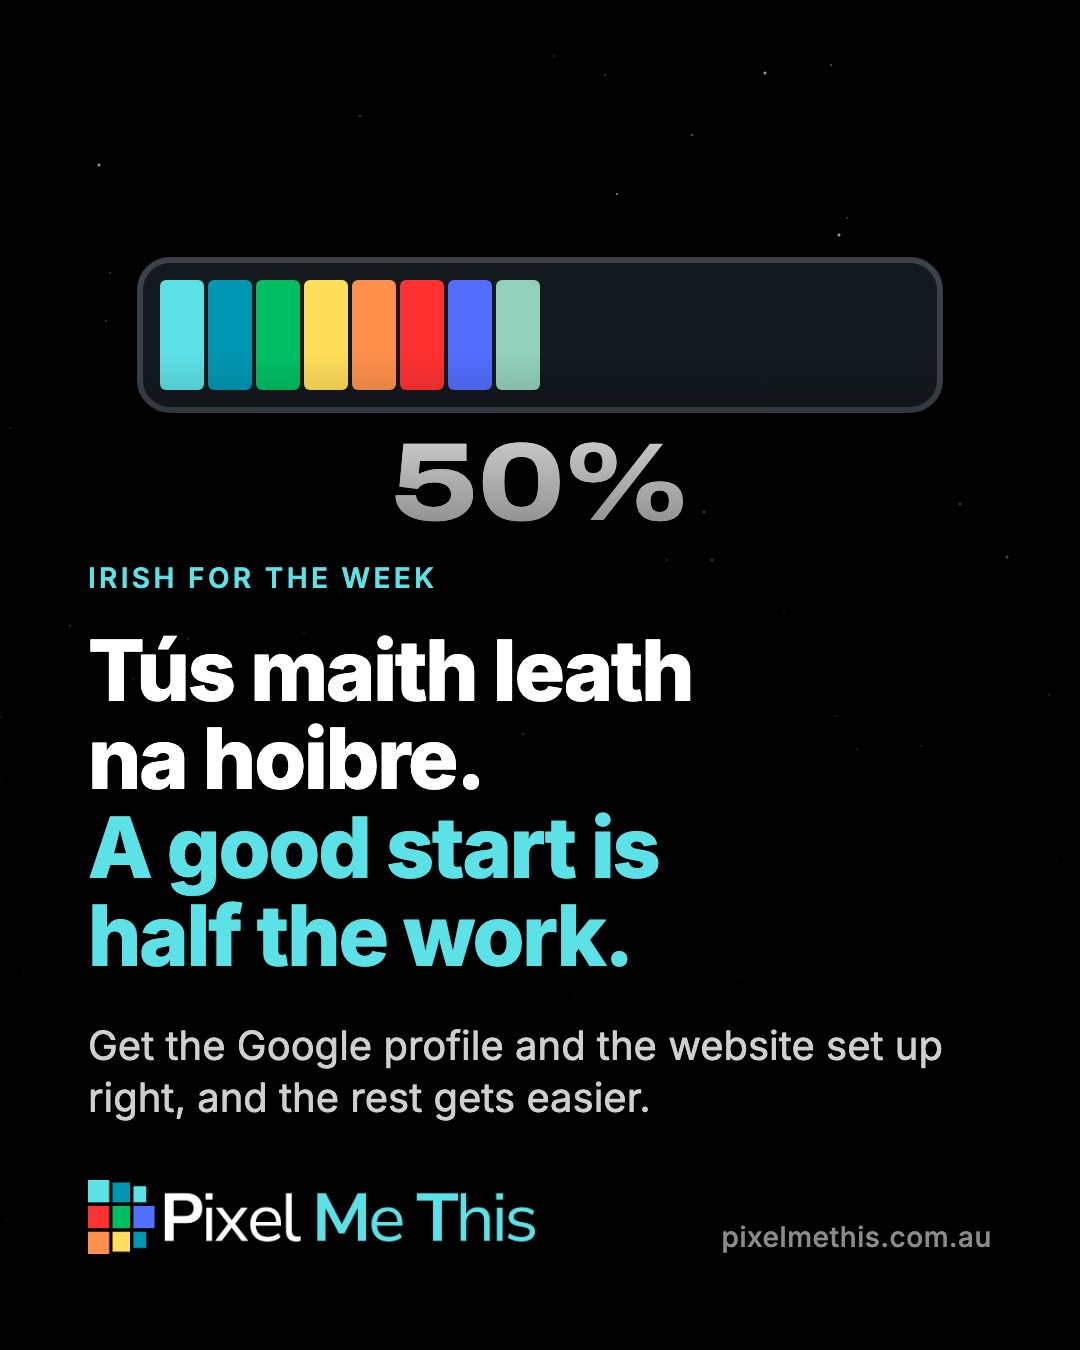 50%
IRISH FOR THE WEEK
Tús maith leath
na hoibre.
A good start is
half the work.
Get the Google profile and the website set up
right, and the rest gets easier.
Pixel Me This
pixelmethis.com.au